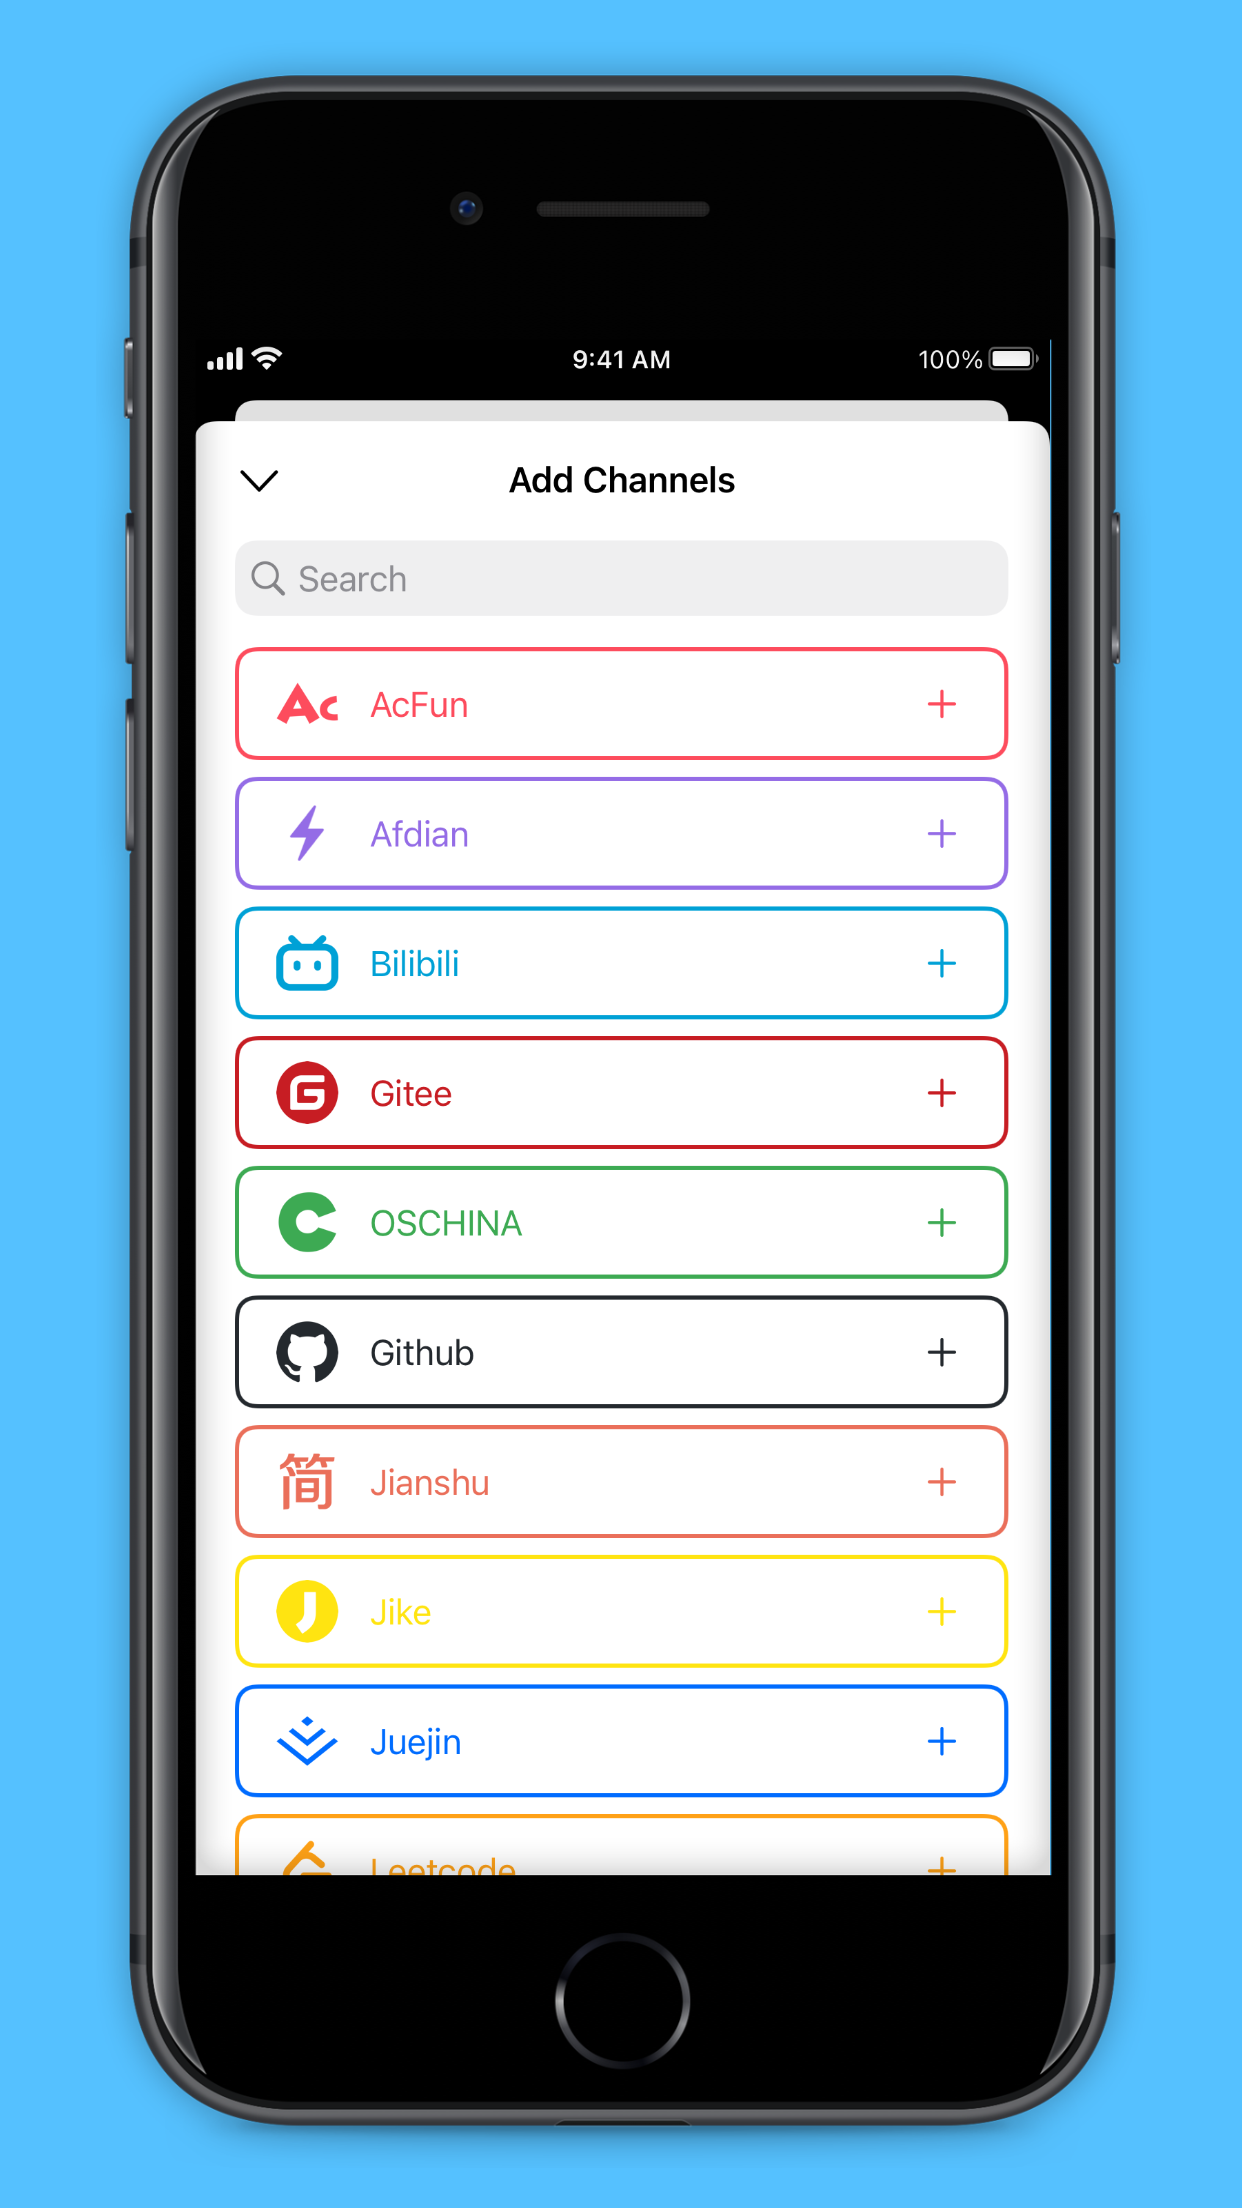 9:41 AM
100%
Add Channels
Search
Ac AcFun
Afdian
Bilibili
G Gitee
C OSCHINA
Github
简 Jianshu
J Jike
Juejin
Leetcode